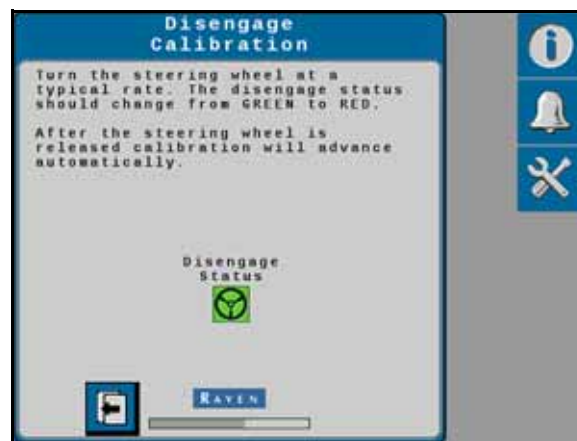 Disengage
Calibration
Turn the steering wheel at a
typical rate. The disengage status
should change from GREEN to RED.
After the steering wheel is
released calibration will advance
automatically.
Disengage
Status
RAVEN